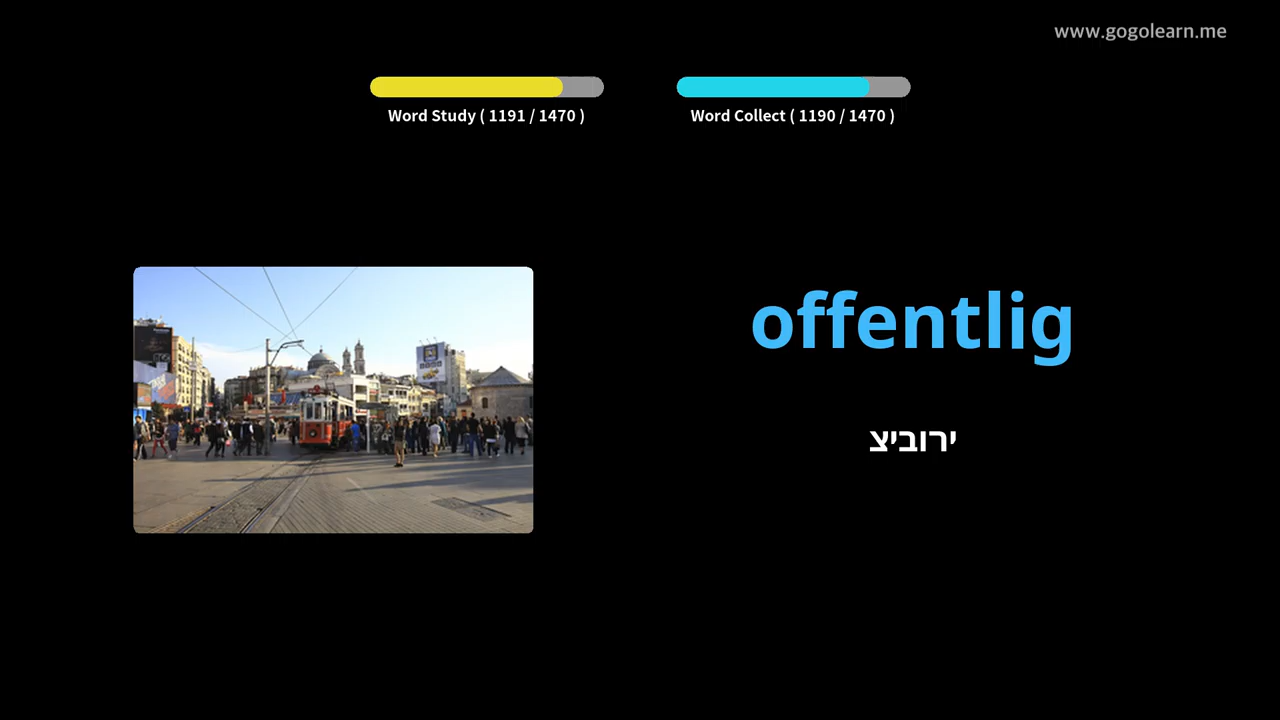 www.gogolearn.me
Word Study ( 1191 / 1470 )
Word Collect ( 1190 / 1470 )
offentlig
ירוביצ